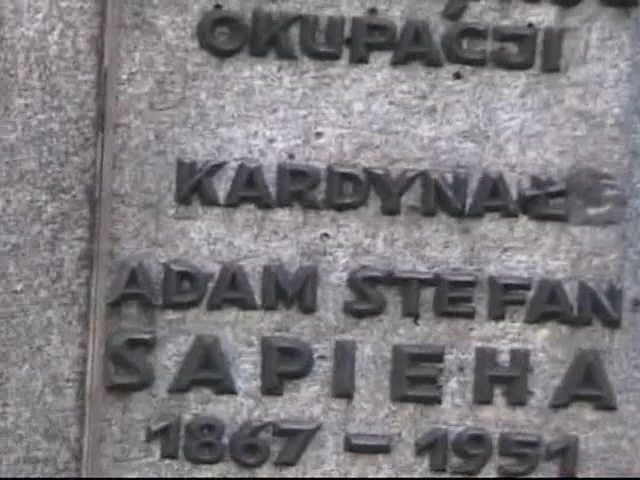 OKUPACJI
KARDYNAŁ
ADAM STEFAN
SAPIEHA
1867 – 1951